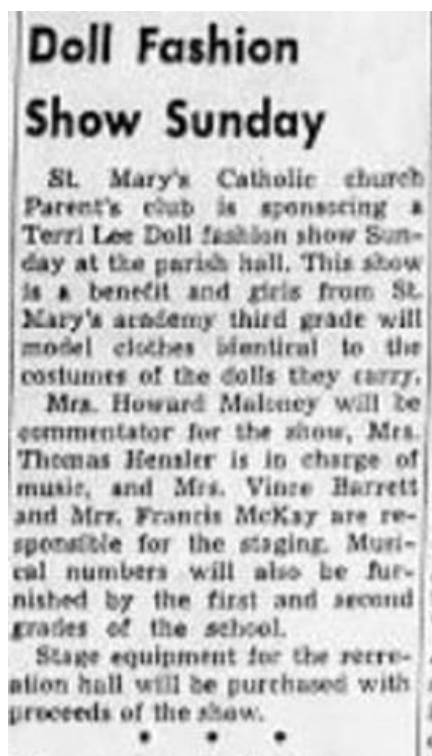 Doll Fashion
Show Sunday
St. Mary's Catholic church
Parent's club is sponsoring a
Terri Lee Doll fashion show Sun-
day at the parish hall. This show
is a benefit and girls from St.
Mary's academy third grade will
model clothes identical to the
costumes of the dolls they carry.
Mrs. Howard Maloney will be
commentator for the show, Mrs.
Thomas Hensler is in charge of
music, and Mrs. Vince Barrett
and Mrs. Francis McKay are re-
sponsible for the staging. Musi-
cal numbers will also be fur-
nished by the first and second
grades of the school.
Stage equipment for the recre-
ation hall will be purchased with
proceeds of the show.